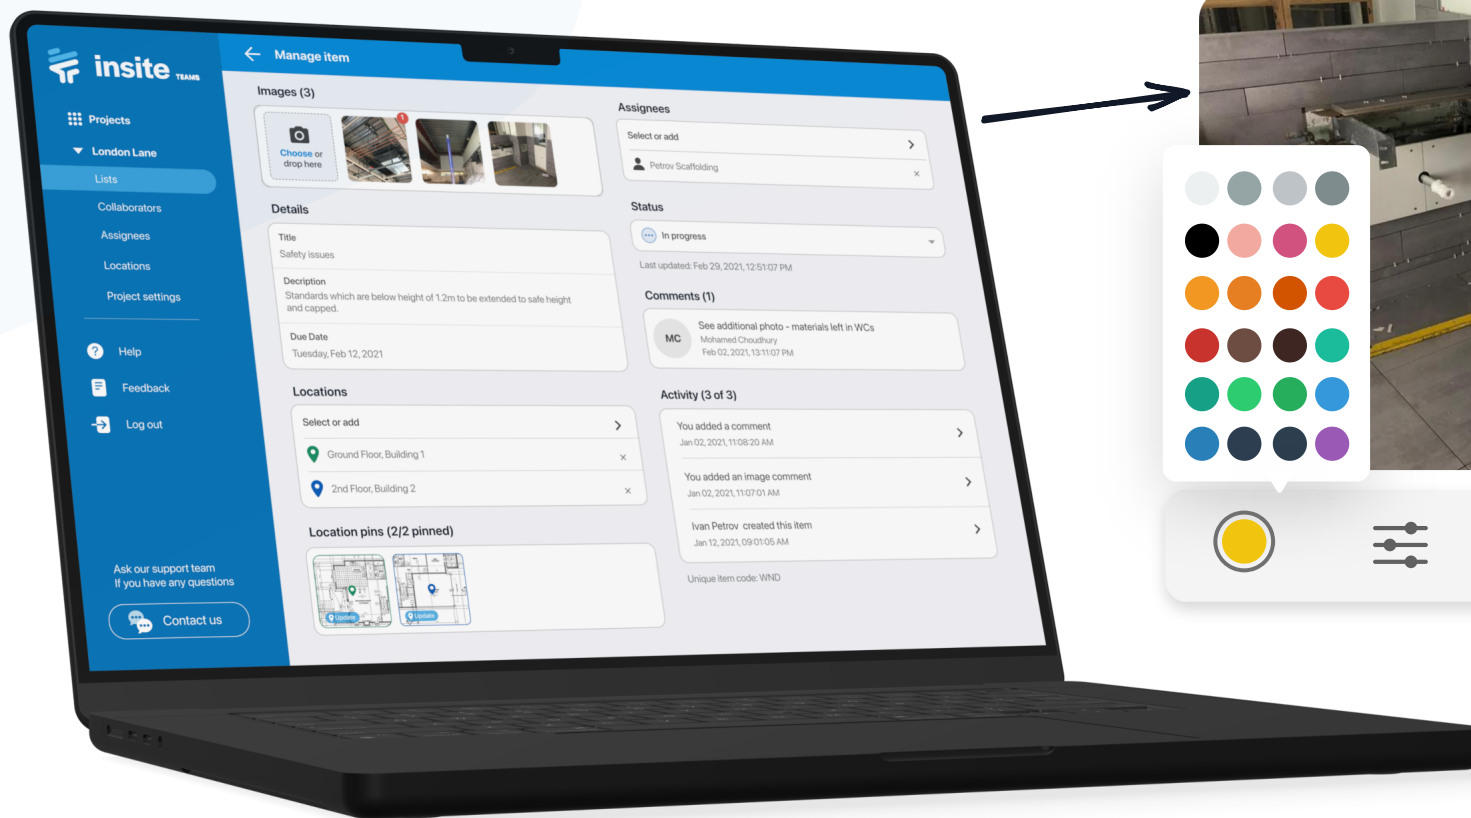 insite TEAMS
Projects
London Lane
Lists
Collaborators
Assignees
Locations
Project settings
Help
Feedback
Log out
Ask our support team
If you have any questions
Contact us
Manage item
Images (3)
Choose or
drop here
1
Details
Title
Safety issues
Decription
Standards which are below height of 1.2m to be extended to safe height
and capped.
Due Date
Tuesday, Feb 12, 2021
Locations
Select or add
Ground Floor, Building 1
2nd Floor, Building 2
Location pins (2/2 pinned)
Update
Update
Assignees
Select or add
Petrov Scaffolding
Status
In progress
Last updated: Feb 29, 2021, 12:51:07 PM
Comments (1)
MC
See additional photo - materials left in WCs
Mohamed Choudhury
Feb 02, 2021, 13:11:07 PM
Activity (3 of 3)
You added a comment
Jan 02, 2021, 11:08:20 AM
You added an image comment
Jan 02, 2021, 11:07:01 AM
Ivan Petrov created this item
Jan 12, 2021, 09:01:05 AM
Unique item code: WND